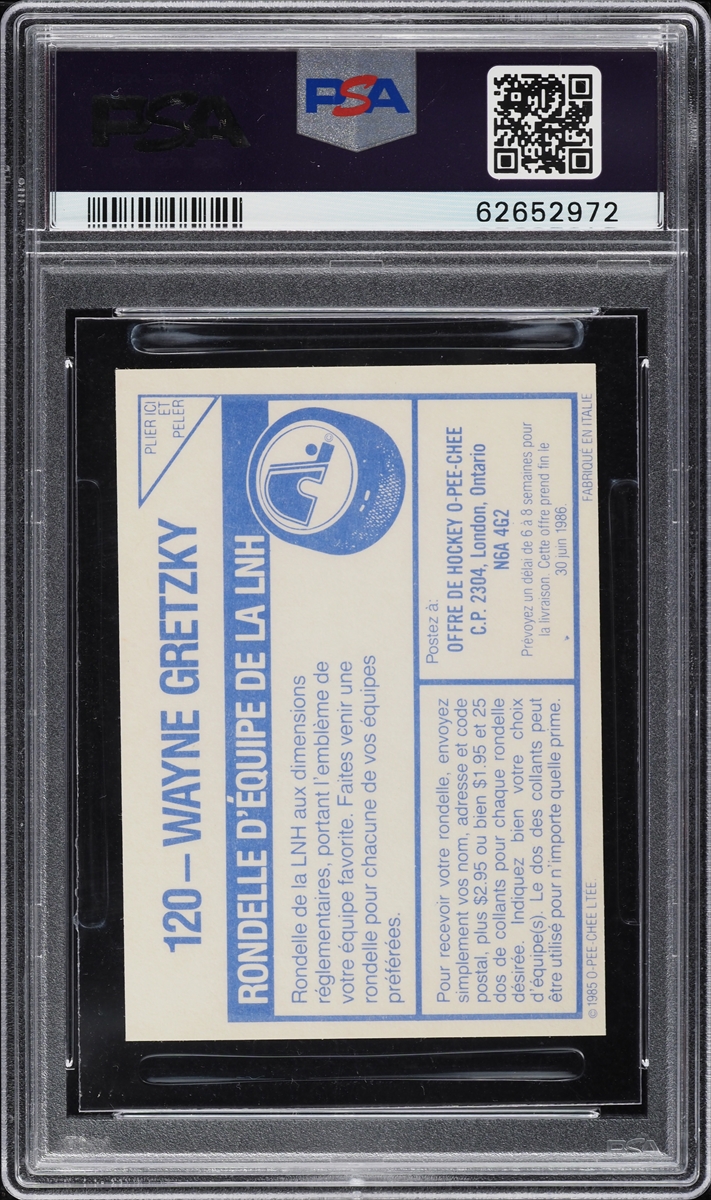 PSA
PSA
62652972
PLIER ICI
ET
PELER
120 – WAYNE GRETZKY
RONDELLE D'ÉQUIPE DE LA LNH
Rondelle de la LNH aux dimensions
réglementaires, portant l'emblème de
votre équipe favorite. Faites venir une
rondelle pour chacune de vos équipes
préférées.
Pour recevoir votre rondelle, envoyez
simplement vos nom, adresse et code
postal, plus $2.95 ou bien $1.95 et 25
dos de collants pour chaque rondelle
désirée. Indiquez bien votre choix
d'équipe(s). Le dos des collants peut
être utilisé pour n'importe quelle prime.
Postez à:
OFFRE DE HOCKEY O-PEE-CHEE
C.P. 2304, London, Ontario
N6A 4G2
Prévoyez un délai de 6 à 8 semaines pour
la livraison. Cette offre prend fin le
30 juin 1986.
© 1985 O-PEE-CHEE LTÉE.
FABRIQUE EN ITALIE
PSA